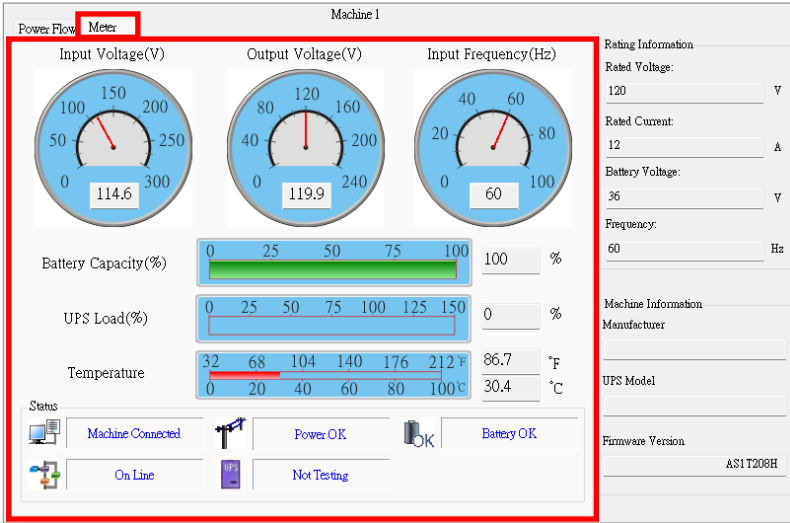 Machine 1
Power Flow Meter
Input Voltage(V) Output Voltage(V) Input Frequency(Hz)
0 50 100 150 200 250 300
114.6
0 40 80 120 160 200 240
119.9
0 20 40 60 80 100
60
Battery Capacity(%)
0 25 50 75 100
100 %
UPS Load(%)
0 25 50 75 100 125 150
0 %
Temperature
32 68 104 140 176 212°F
0 20 40 60 80 100°C
86.7 °F
30.4 °C
Status
Machine Connected Power OK OK Battery OK
On Line UPS Not Testing
Rating Information
Rated Voltage:
120 V
Rated Current:
12 A
Battery Voltage:
36 V
Frequency:
60 Hz
Machine Information
Manufacturer
UPS Model
Firmware Version
AS1T208H